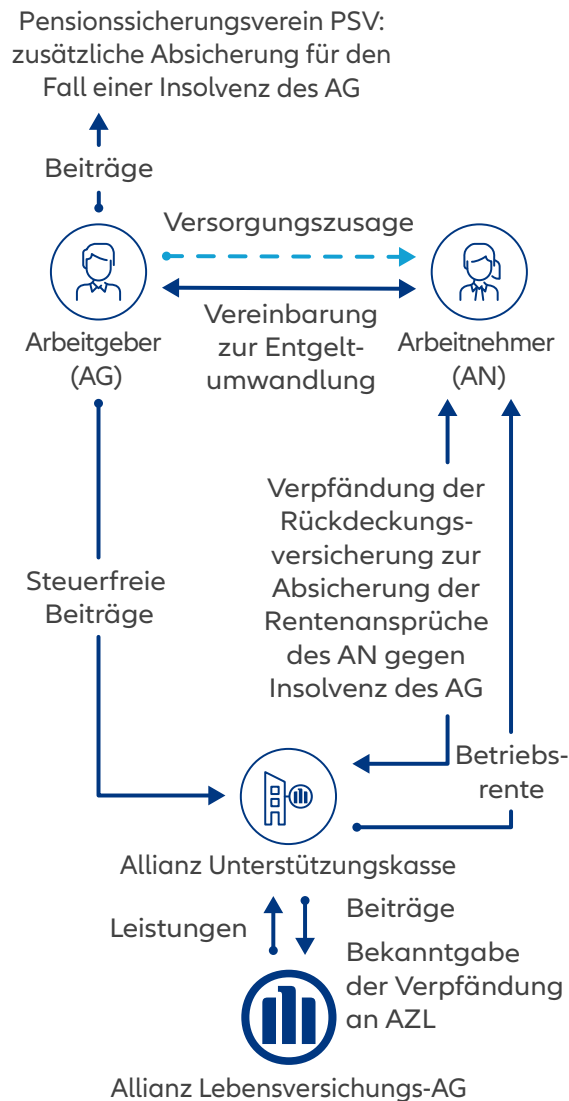 Pensionssicherungsverein PSV:
zusätzliche Absicherung für den
Fall einer Insolvenz des AG
Beiträge
Versorgungszusage
Vereinbarung
zur Entgelt-
umwandlung
Arbeitgeber
(AG)
Arbeitnehmer
(AN)
Verpfändung der
Rückdeckungs-
versicherung zur
Absicherung der
Rentenansprüche
des AN gegen
Insolvenz des AG
Steuerfreie
Beiträge
Betriebs-
rente
Allianz Unterstützungskasse
Leistungen
Beiträge
Bekanntgabe
der Verpfändung
an AZL
Allianz Lebensversichungs-AG